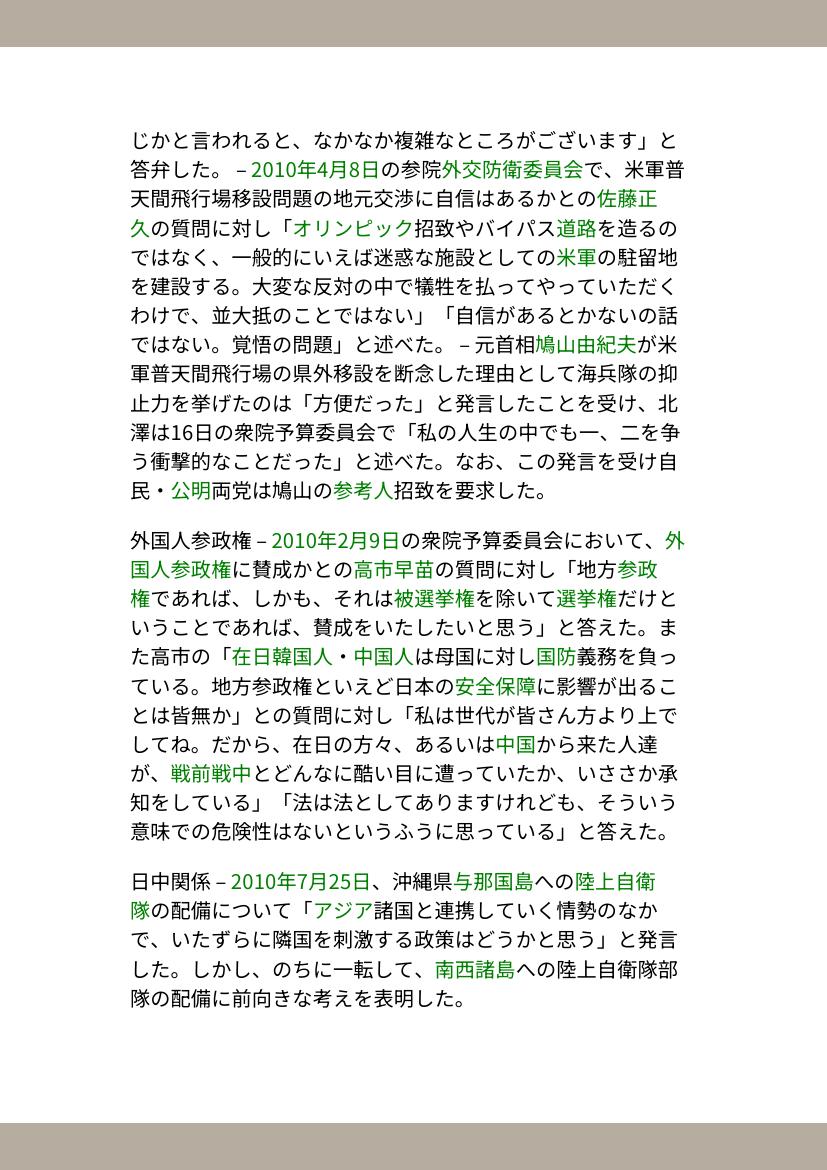 じかと言われると、なかなか複雑なところがございます」と
答弁した。 – 2010年4月8日の参院外交防衛委員会で、米軍普
天間飛行場移設問題の地元交渉に自信はあるかとの佐藤正
久の質問に対し「オリンピック招致やバイパス道路を造るの
ではなく、一般的にいえば迷惑な施設としての米軍の駐留地
を建設する。大変な反対の中で犠牲を払ってやっていただく
わけで、並大抵のことではない」「自信があるとかないの話
ではない。覚悟の問題」と述べた。 – 元首相鳩山由紀夫が米
軍普天間飛行場の県外移設を断念した理由として海兵隊の抑
止力を挙げたのは「方便だった」と発言したことを受け、北
澤は16日の衆院予算委員会で「私の人生の中でも一、二を争
う衝撃的なことだった」と述べた。なお、この発言を受け自
民・公明両党は鳩山の参考人招致を要求した。
外国人参政権 – 2010年2月9日の衆院予算委員会において、外
国人参政権に賛成かとの高市早苗の質問に対し「地方参政
権であれば、しかも、それは被選挙権を除いて選挙権だけと
いうことであれば、賛成をいたしたいと思う」と答えた。ま
た高市の「在日韓国人・中国人は母国に対し国防義務を負っ
ている。地方参政権といえど日本の安全保障に影響が出るこ
とは皆無か」との質問に対し「私は世代が皆さん方より上で
してね。だから、在日の方々、あるいは中国から来た人達
が、戦前戦中とどんなに酷い目に遭っていたか、いささか承
知をしている」「法は法としてありますけれども、そういう
意味での危険性はないというふうに思っている」と答えた。
日中関係 – 2010年7月25日、沖縄県与那国島への陸上自衛
隊の配備について「アジア諸国と連携していく情勢のなか
で、いたずらに隣国を刺激する政策はどうかと思う」と発言
した。しかし、のちに一転して、南西諸島への陸上自衛隊部
隊の配備に前向きな考えを表明した。